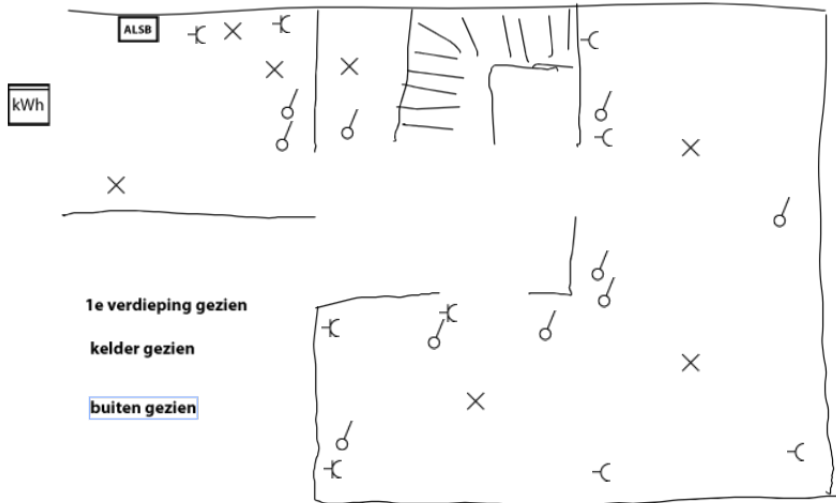 ALSB
kWh
1e verdieping gezien
kelder gezien
buiten gezien